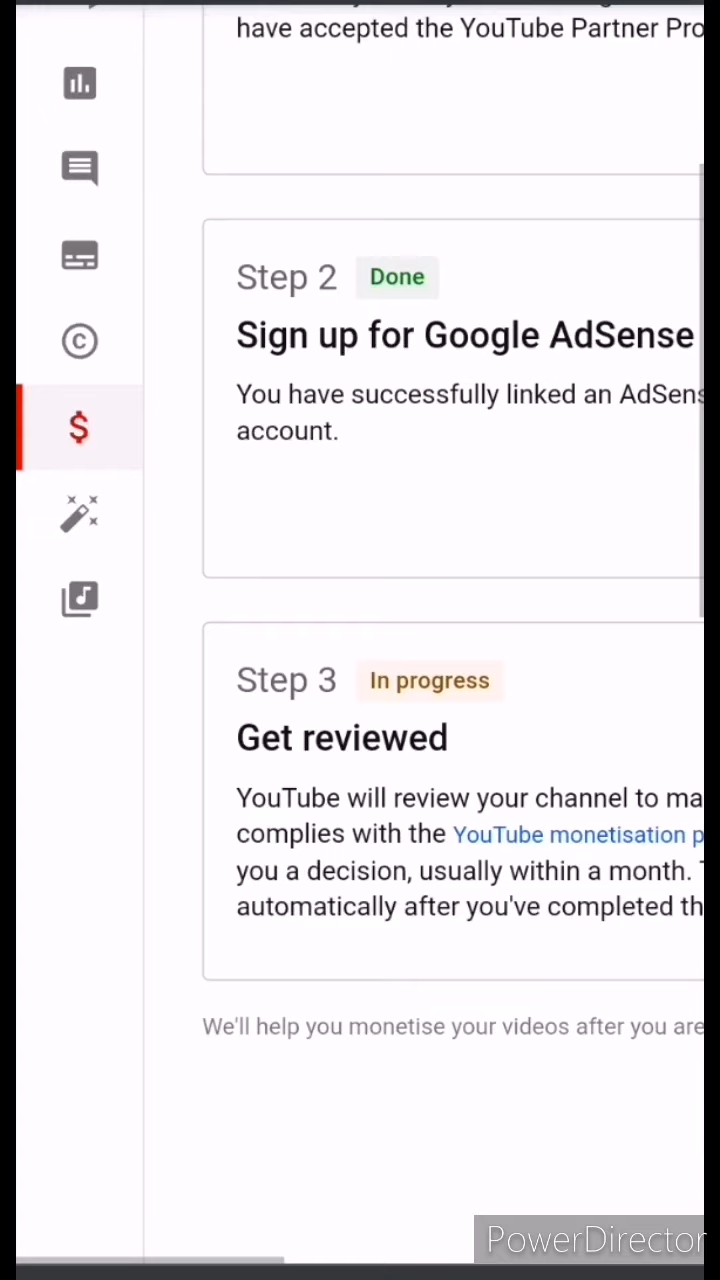 have accepted the YouTube Partner Pro
Step 2 Done
Sign up for Google AdSense
You have successfully linked an AdSens
account.
$
Step 3 In progress
Get reviewed
YouTube will review your channel to ma
complies with the YouTube monetisation p
you a decision, usually within a month.
automatically after you've completed th
We'll help you monetise your videos after you are
PowerDirector